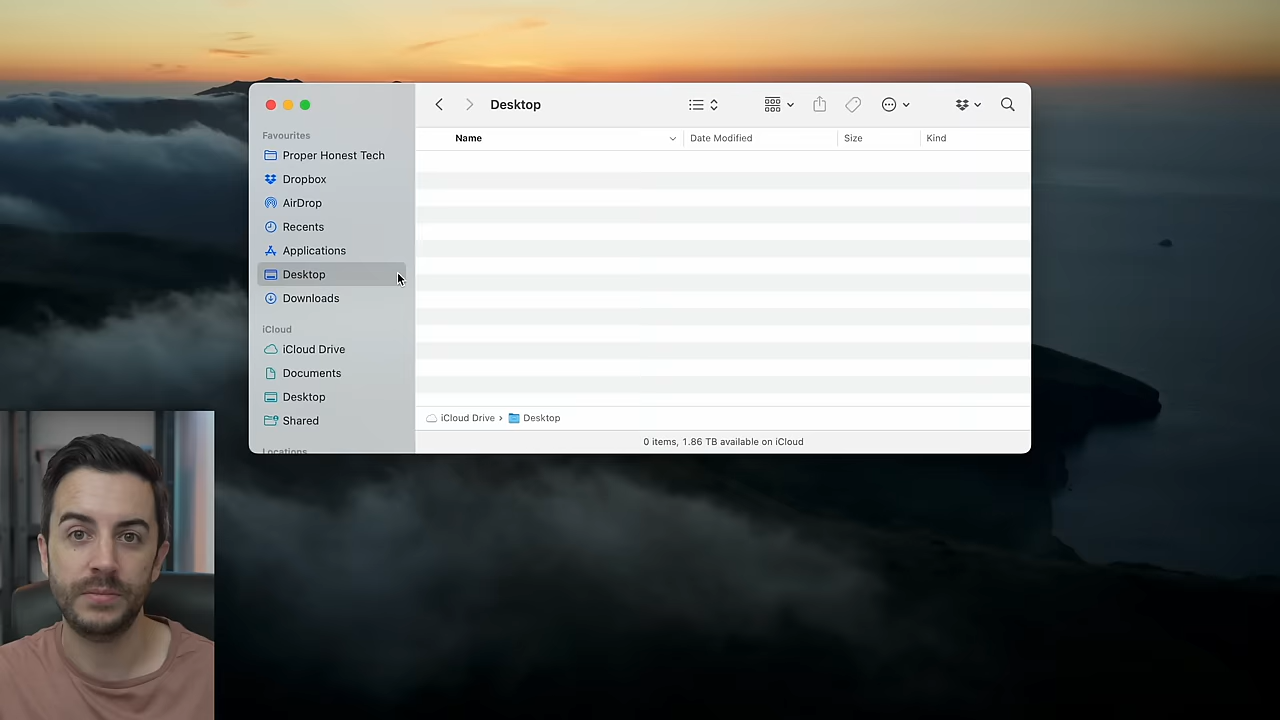 Desktop
Favourites
Proper Honest Tech
Dropbox
AirDrop
Recents
Applications
Desktop
Downloads
iCloud
iCloud Drive
Documents
Desktop
Shared
Locations
Name Date Modified Size Kind
iCloud Drive › Desktop
0 items, 1.86 TB available on iCloud